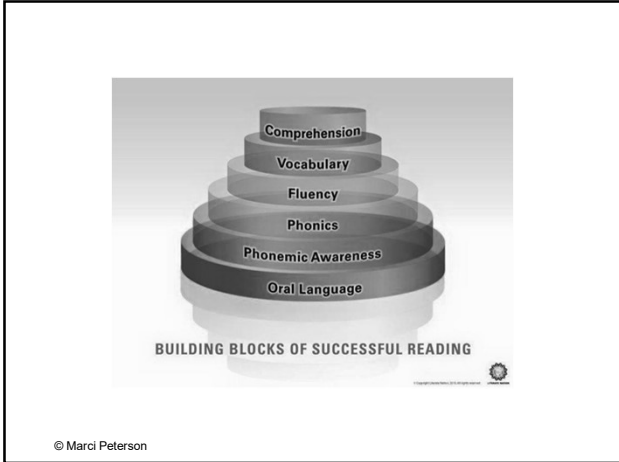 Comprehension
Vocabulary
Fluency
Phonics
Phonemic Awareness
Oral Language
BUILDING BLOCKS OF SUCCESSFUL READING
© Marci Peterson